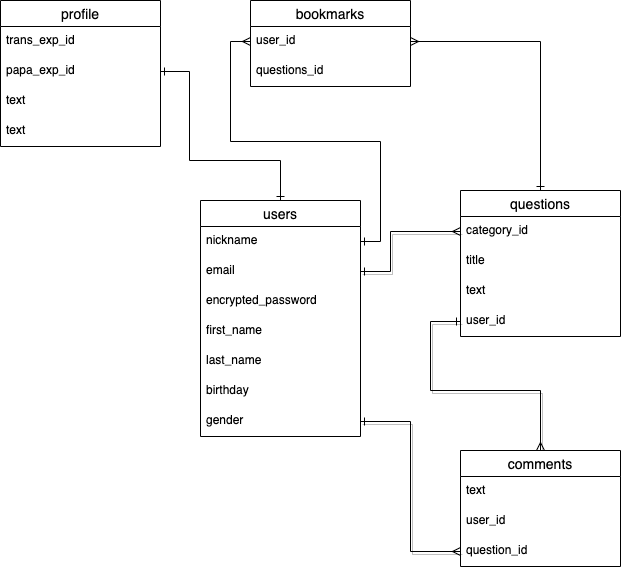 profile
trans_exp_id
papa_exp_id
text
text
bookmarks
user_id
questions_id
users
nickname
email
encrypted_password
first_name
last_name
birthday
gender
questions
category_id
title
text
user_id
comments
text
user_id
question_id